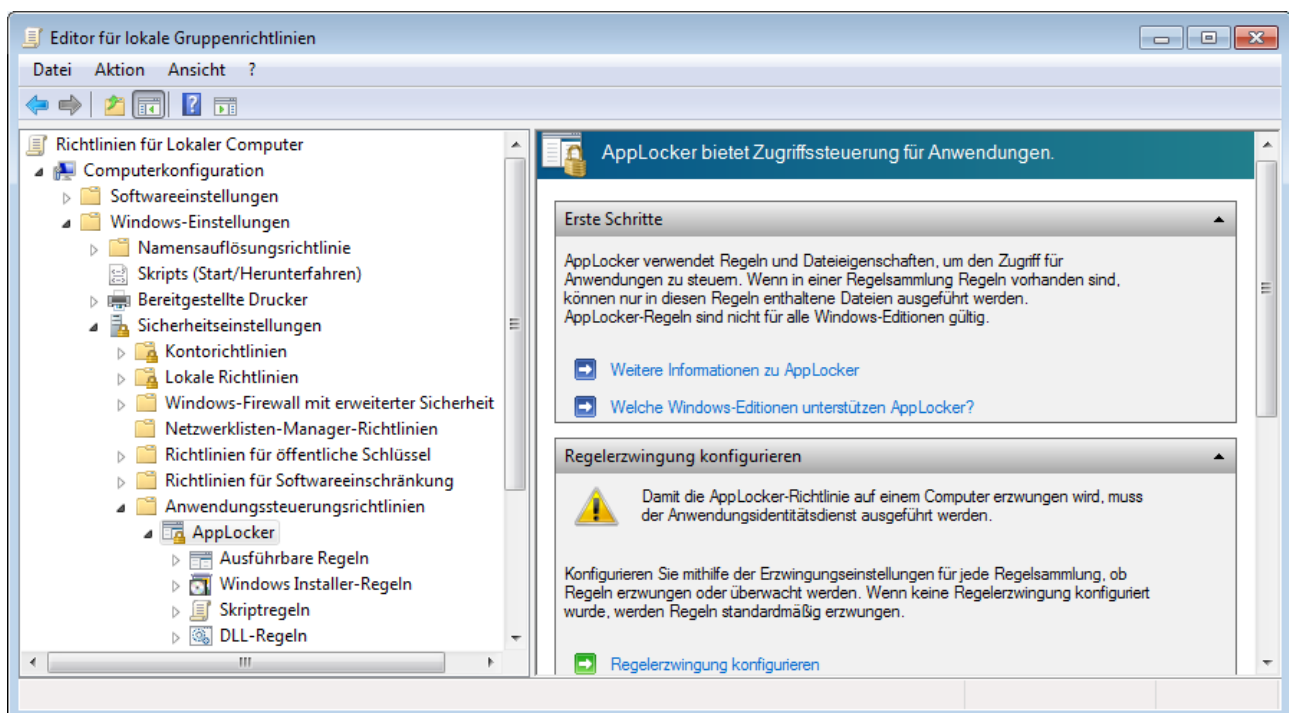 Editor für lokale Gruppenrichtlinien
Datei Aktion Ansicht ?
Richtlinien für Lokaler Computer
Computerkonfiguration
Softwareeinstellungen
Windows-Einstellungen
Namensauflösungsrichtlinie
Skripts (Start/Herunterfahren)
Bereitgestellte Drucker
Sicherheitseinstellungen
Kontorichtlinien
Lokale Richtlinien
Windows-Firewall mit erweiterter Sicherheit
Netzwerklisten-Manager-Richtlinien
Richtlinien für öffentliche Schlüssel
Richtlinien für Softwareeinschränkung
Anwendungssteuerungsrichtlinien
AppLocker
Ausführbare Regeln
Windows Installer-Regeln
Skriptregeln
DLL-Regeln
AppLocker bietet Zugriffssteuerung für Anwendungen.
Erste Schritte
AppLocker verwendet Regeln und Dateieigenschaften, um den Zugriff für
Anwendungen zu steuern. Wenn in einer Regelsammlung Regeln vorhanden sind,
können nur in diesen Regeln enthaltene Dateien ausgeführt werden.
AppLocker-Regeln sind nicht für alle Windows-Editionen gültig.
Weitere Informationen zu AppLocker
Welche Windows-Editionen unterstützen AppLocker?
Regelerzwingung konfigurieren
Damit die AppLocker-Richtlinie auf einem Computer erzwungen wird, muss
der Anwendungsidentitätsdienst ausgeführt werden.
Konfigurieren Sie mithilfe der Erzwingungseinstellungen für jede Regelsammlung, ob
Regeln erzwungen oder überwacht werden. Wenn keine Regelerzwingung konfiguriert
wurde, werden Regeln standardmäßig erzwungen.
Regelerzwingung konfigurieren